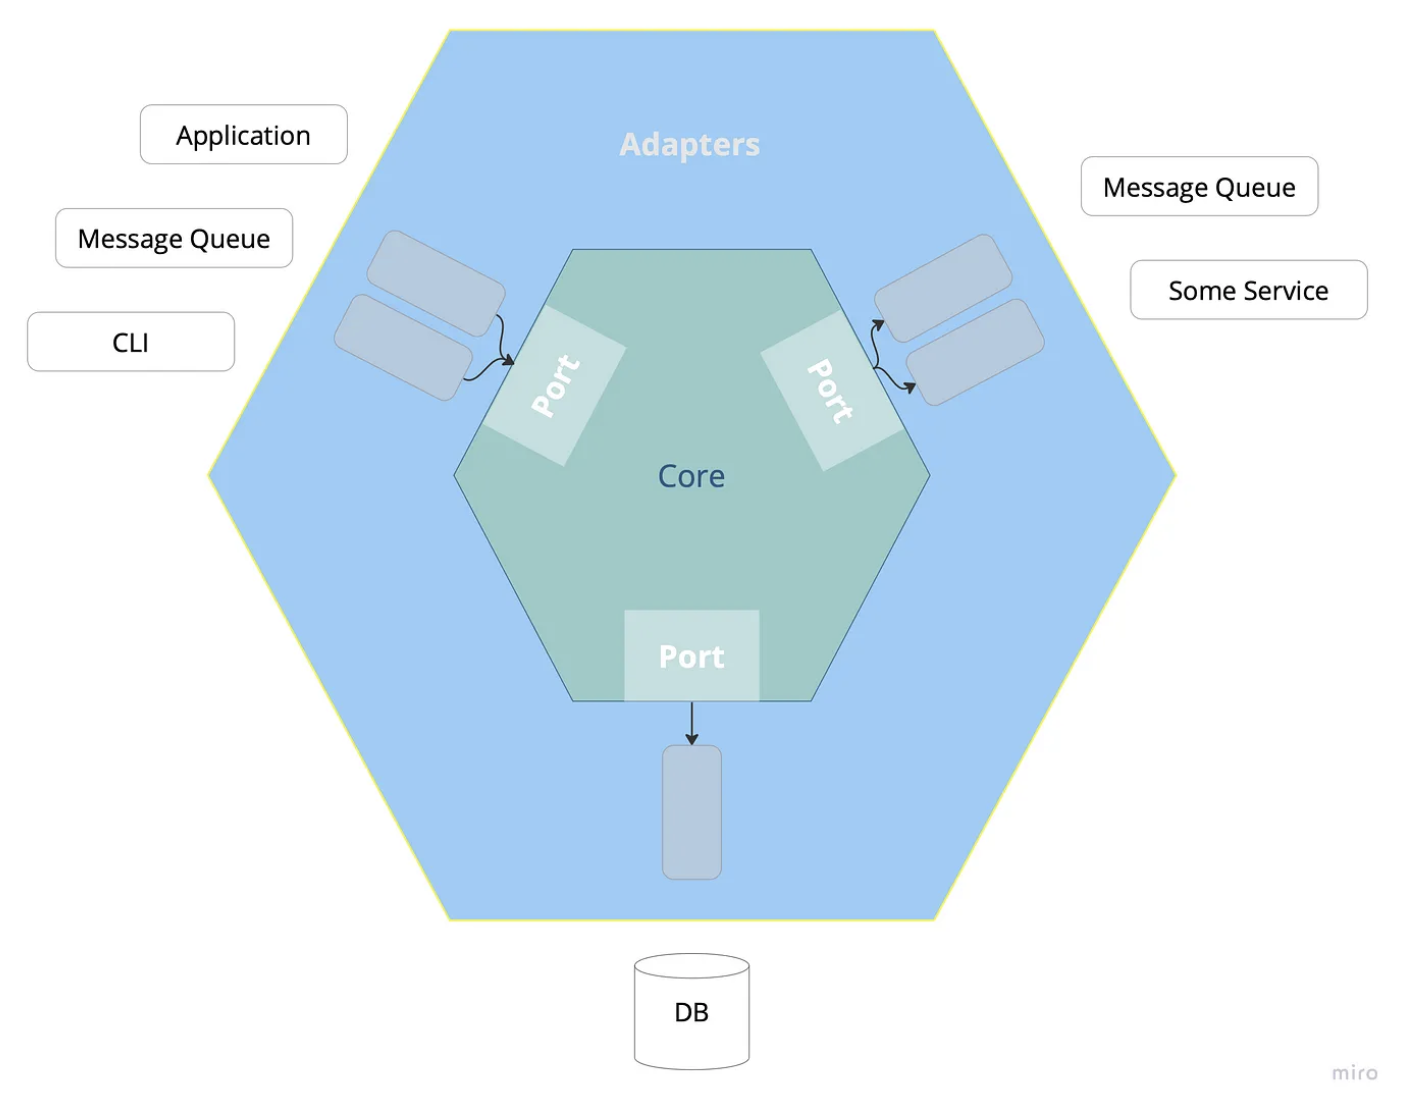 Application
Adapters
Message Queue
Message Queue
Some Service
CLI
Port
Port
Core
Port
DB
miro